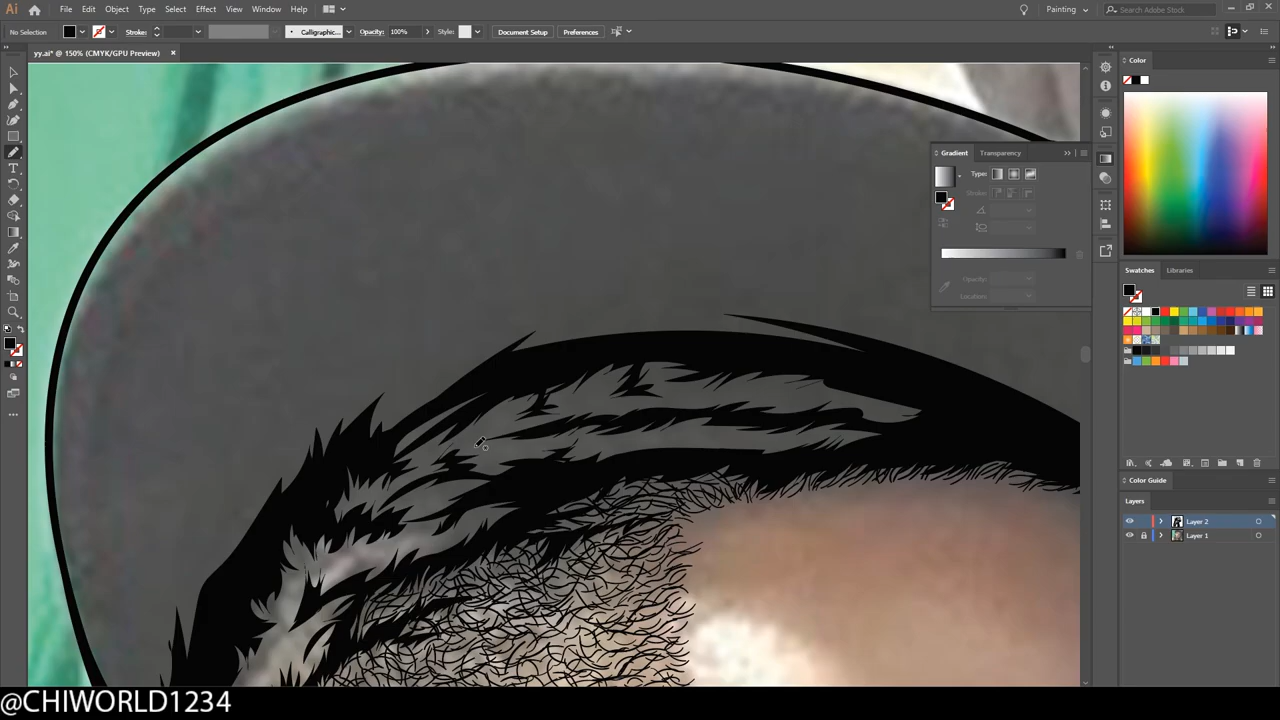 Ai File Edit Object Type Select Effect View Window Help Painting Search Adobe Stock
No Selection Stroke: Calligraphic... Opacity: 100% Style: Document Setup Preferences
yy.ai* @ 150% (CMYK/GPU Preview)
Color
Gradient Transparency
Type:
Stroke:
Opacity:
Location:
Swatches Libraries
Color Guide
Layers
Layer 2
Layer 1
@CHIWORLD1234